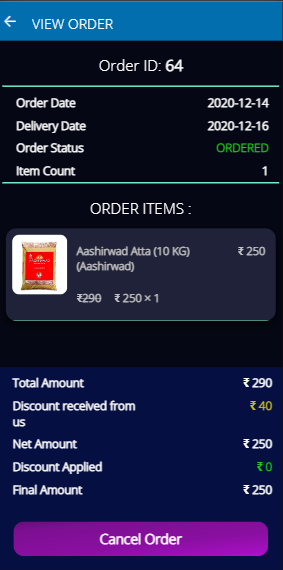 VIEW ORDER
Order ID: 64
Order Date 2020-12-14
Delivery Date 2020-12-16
Order Status ORDERED
Item Count 1
ORDER ITEMS :
Aashirwad Atta (10 KG) ₹ 250
(Aashirwad)
₹290 ₹ 250 × 1
Total Amount ₹ 290
Discount received from ₹ 40
us
Net Amount ₹ 250
Discount Applied ₹ 0
Final Amount ₹ 250
Cancel Order